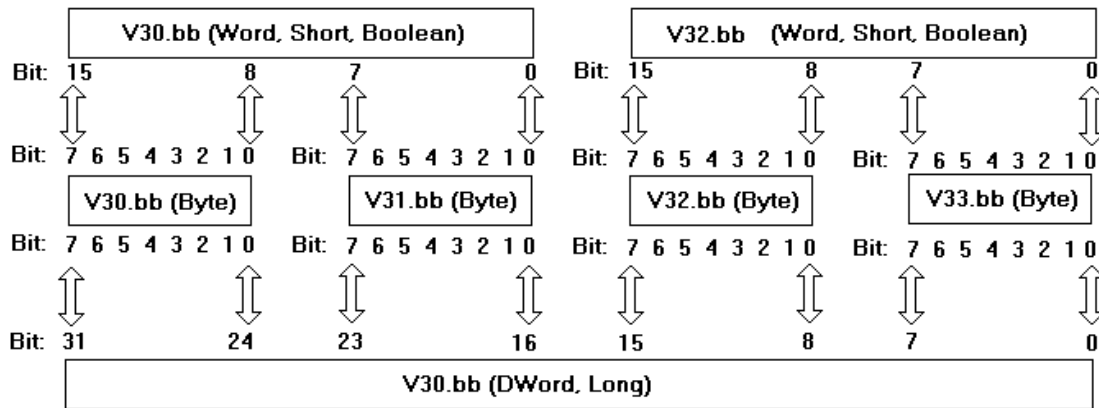 V30.bb (Word, Short, Boolean) V32.bb (Word, Short, Boolean)
Bit: 15 8 7 0 Bit: 15 8 7 0
Bit: 7 6 5 4 3 2 1 0 Bit: 7 6 5 4 3 2 1 0 Bit: 7 6 5 4 3 2 1 0 Bit: 7 6 5 4 3 2 1 0
V30.bb (Byte) V31.bb (Byte) V32.bb (Byte) V33.bb (Byte)
Bit: 7 6 5 4 3 2 1 0 Bit: 7 6 5 4 3 2 1 0 Bit: 7 6 5 4 3 2 1 0 Bit: 7 6 5 4 3 2 1 0
Bit: 31 24 23 16 15 8 7 0
V30.bb (DWord, Long)